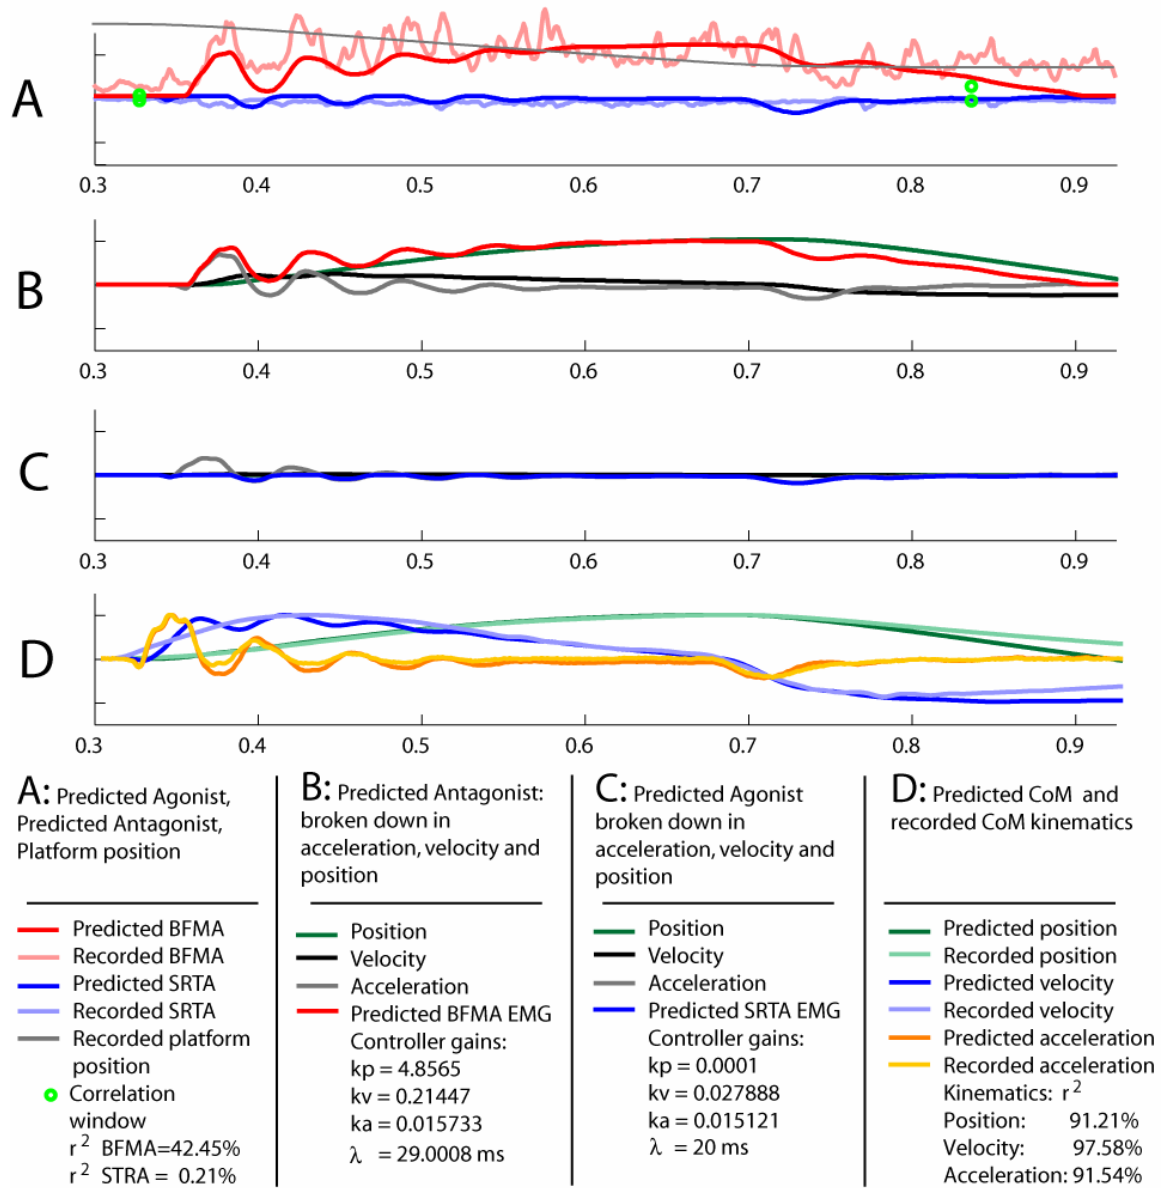 A
0.3 0.4 0.5 0.6 0.7 0.8 0.9
B
0.3 0.4 0.5 0.6 0.7 0.8 0.9
C
0.3 0.4 0.5 0.6 0.7 0.8 0.9
D
0.3 0.4 0.5 0.6 0.7 0.8 0.9
A: Predicted Agonist,
Predicted Antagonist,
Platform position
Predicted BFMA
Recorded BFMA
Predicted SRTA
Recorded SRTA
Recorded platform
position
Correlation
window
r² BFMA=42.45%
r² STRA = 0.21%
B: Predicted Antagonist:
broken down in
acceleration, velocity and
position
Position
Velocity
Acceleration
Predicted BFMA EMG
Controller gains:
kp = 4.8565
kv = 0.21447
ka = 0.015733
λ = 29.0008 ms
C: Predicted Agonist
broken down in
acceleration, velocity and
position
Position
Velocity
Acceleration
Predicted SRTA EMG
Controller gains:
kp = 0.0001
kv = 0.027888
ka = 0.015121
λ = 20 ms
D: Predicted CoM and
recorded CoM kinematics
Predicted position
Recorded position
Predicted velocity
Recorded velocity
Predicted acceleration
Recorded acceleration
Kinematics: r²
Position: 91.21%
Velocity: 97.58%
Acceleration: 91.54%